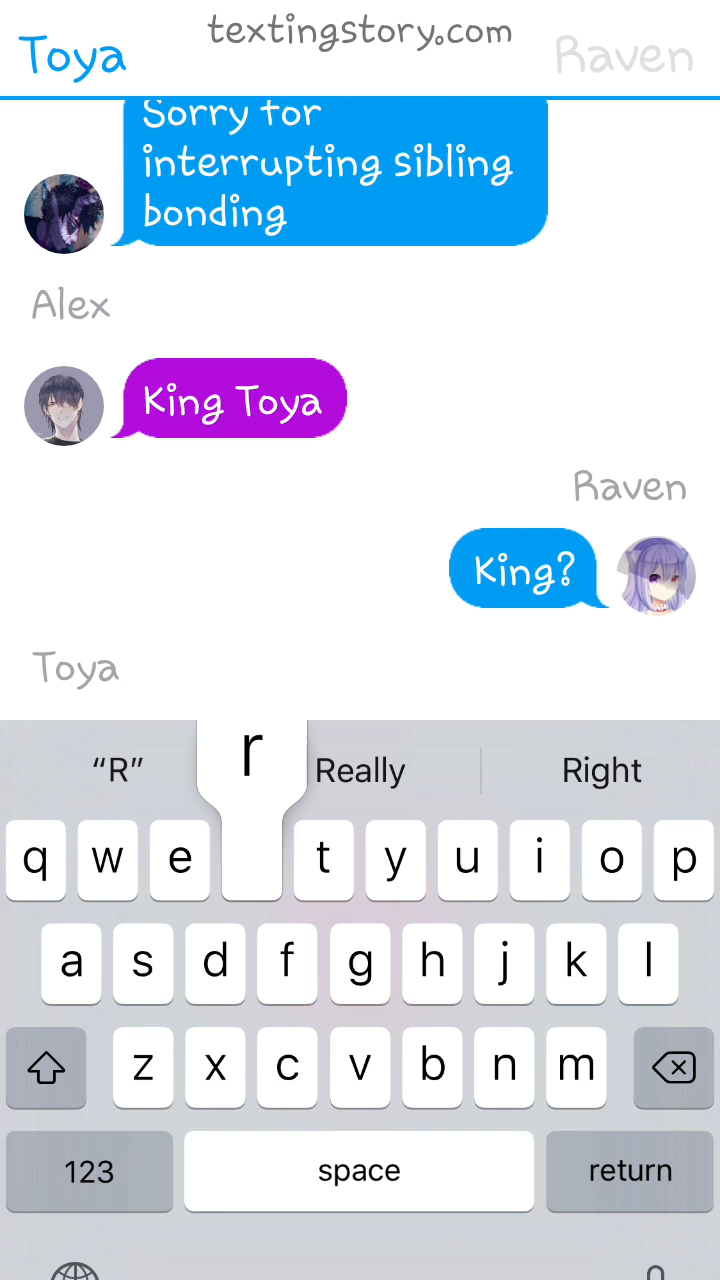 textingstory.com
Toya Raven
Sorry for
interrupting sibling
bonding
Alex
King Toya
Raven
King?
Toya
“R” r Really Right
q w e t y u i o p
a s d f g h j k l
z x c v b n m
123 space return